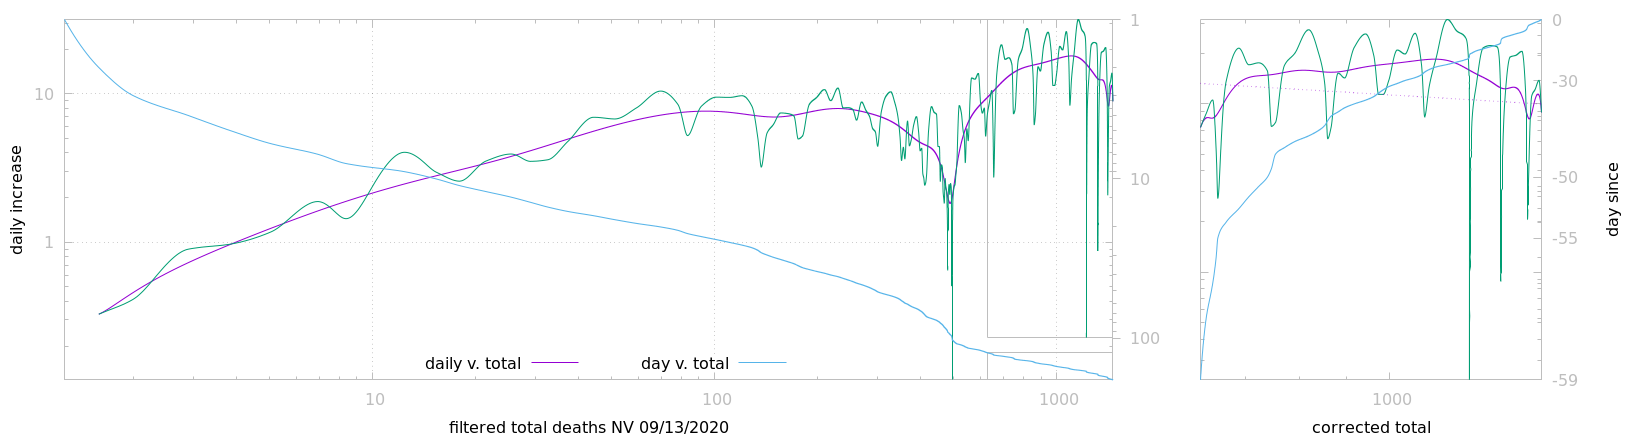 daily increase
10
1
daily v. total
day v. total
10
100
1000
filtered total deaths NV 09/13/2020
1
10
100
1000
corrected total
0
-30
-50
-55
-59
day since